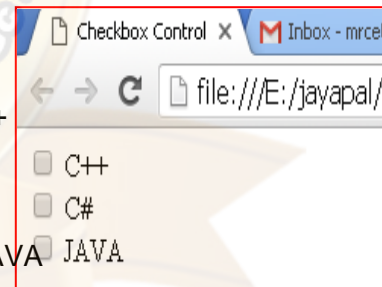 Checkbox Control × Inbox - mrce
file:///E:/jayapal/
C++
C#
JAVA